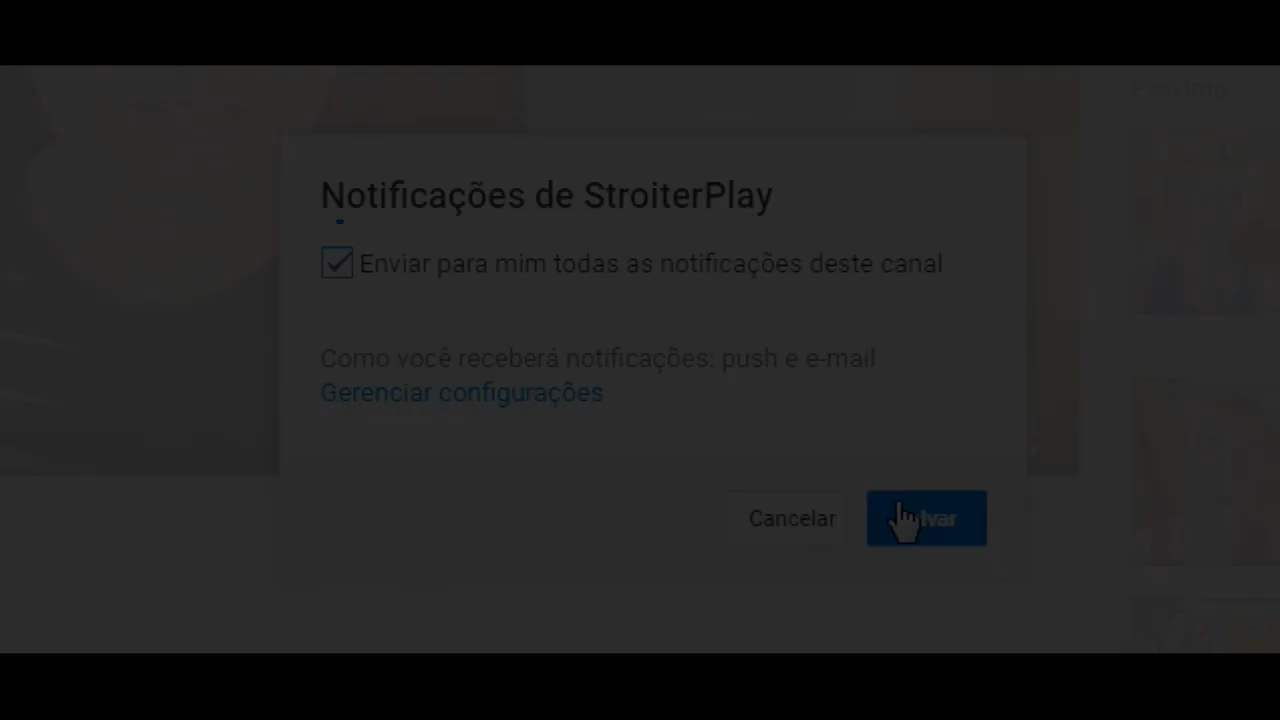 Próximo
Notificações de StroiterPlay
Enviar para mim todas as notificações deste canal
Como você receberá notificações: push e e-mail
Gerenciar configurações
Cancelar